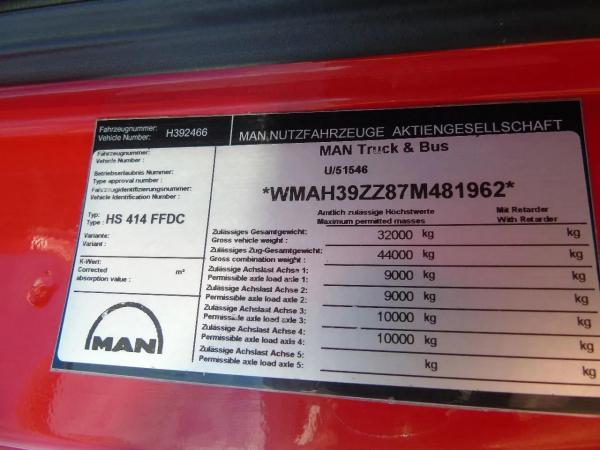 Fahrzeugnummer:
Vehicle Number: H392466
MAN NUTZFAHRZEUGE AKTIENGESELLSCHAFT
Fahrzeugnummer:
Vehicle Number :
MAN Truck & Bus
Betriebserlaubnis Nummer:
Type approval number :
U/51546
Fahrzeugidentifizierungsnummer:
Vehicle Identification Number :
*WMAH39ZZ87M481962*
Typ:
Type : HS 414 FFDC
Variante:
Variant :
K-Wert:
Corrected m²
absorption value :
MAN
Amtlich zulässige Höchstwerte
Maximum permitted masses
Mit Retarder
With Retarder
Zulässiges Gesamtgewicht:
Gross vehicle weight : 32000 kg kg
Zulässiges Zug-Gesamtgewicht:
Gross combination weight : 44000 kg kg
Zulässige Achslast Achse 1:
Permissible axle load axle 1: 9000 kg kg
Zulässige Achslast Achse 2:
Permissible axle load axle 2: 9000 kg kg
Zulässige Achslast Achse 3:
Permissible axle load axle 3: 10000 kg kg
Zulässige Achslast Achse 4:
Permissible axle load axle 4: 10000 kg kg
Zulässige Achslast Achse 5:
Permissible axle load axle 5: kg kg